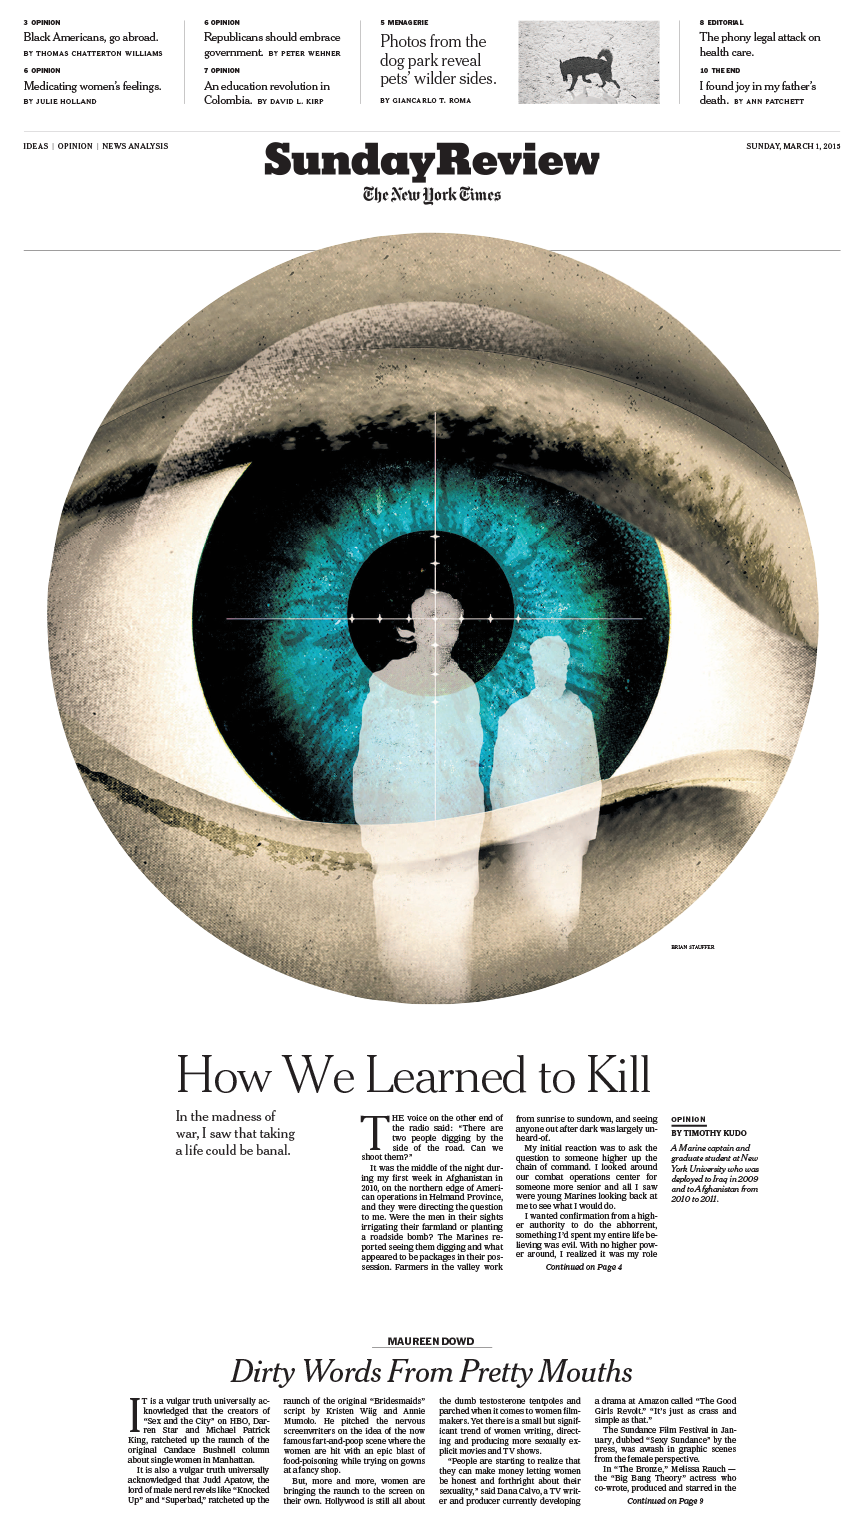 3 OPINION
Black Americans, go abroad.
BY THOMAS CHATTERTON WILLIAMS
6 OPINION
Medicating women's feelings.
BY JULIE HOLLAND
6 OPINION
Republicans should embrace
government. BY PETER WEHNER
7 OPINION
An education revolution in
Colombia. BY DAVID L. KIRP
5 MENAGERIE
Photos from the
dog park reveal
pets' wilder sides.
BY GIANCARLO T. ROMA
8 EDITORIAL
The phony legal attack on
health care.
10 THE END
I found joy in my father's
death. BY ANN PATCHETT
IDEAS | OPINION | NEWS ANALYSIS
SundayReview
The New York Times
SUNDAY, MARCH 1, 2015
BRIAN STAUFFER
How We Learned to Kill
In the madness of
war, I saw that taking
a life could be banal.
THE voice on the other end of
the radio said: “There are
two people digging by the
side of the road. Can we
shoot them?”
It was the middle of the night dur-
ing my first week in Afghanistan in
2010, on the northern edge of Ameri-
can operations in Helmand Province,
and they were directing the question
to me. Were the men in their sights
irrigating their farmland or planting
a roadside bomb? The Marines re-
ported seeing them digging and what
appeared to be packages in their pos-
session. Farmers in the valley work
from sunrise to sundown, and seeing
anyone out after dark was largely un-
heard-of.
My initial reaction was to ask the
question to someone higher up the
chain of command. I looked around
our combat operations center for
someone more senior and all I saw
were young Marines looking back at
me to see what I would do.
I wanted confirmation from a high-
er authority to do the abhorrent,
something I'd spent my entire life be-
lieving was evil. With no higher pow-
er around, I realized it was my role
Continued on Page 4
OPINION
BY TIMOTHY KUDO
A Marine captain and
graduate student at New
York University who was
deployed to Iraq in 2009
and to Afghanistan from
2010 to 2011.
MAUREEN DOWD
Dirty Words From Pretty Mouths
IT is a vulgar truth universally ac-
knowledged that the creators of
“Sex and the City” on HBO, Dar-
ren Star and Michael Patrick
King, ratcheted up the raunch of the
original Candace Bushnell column
about single women in Manhattan.
It is also a vulgar truth universally
acknowledged that Judd Apatow, the
lord of male nerd revels like “Knocked
Up” and “Superbad,” ratcheted up the
raunch of the original “Bridesmaids”
script by Kristen Wiig and Annie
Mumolo. He pitched the nervous
screenwriters on the idea of the now
famous fart-and-poop scene where the
women are hit with an epic blast of
food-poisoning while trying on gowns
at a fancy shop.
But, more and more, women are
bringing the raunch to the screen on
their own. Hollywood is still all about
the dumb testosterone tentpoles and
parched when it comes to women film-
makers. Yet there is a small but signif-
icant trend of women writing, direct-
ing and producing more sexually ex-
plicit movies and TV shows.
“People are starting to realize that
they can make money letting women
be honest and forthright about their
sexuality,” said Dana Calvo, a TV writ-
er and producer currently developing
a drama at Amazon called “The Good
Girls Revolt.” “It's just as crass and
simple as that.”
The Sundance Film Festival in Jan-
uary, dubbed “Sexy Sundance” by the
press, was awash in graphic scenes
from the female perspective.
In “The Bronze,” Melissa Rauch —
the “Big Bang Theory” actress who
co-wrote, produced and starred in the
Continued on Page 9